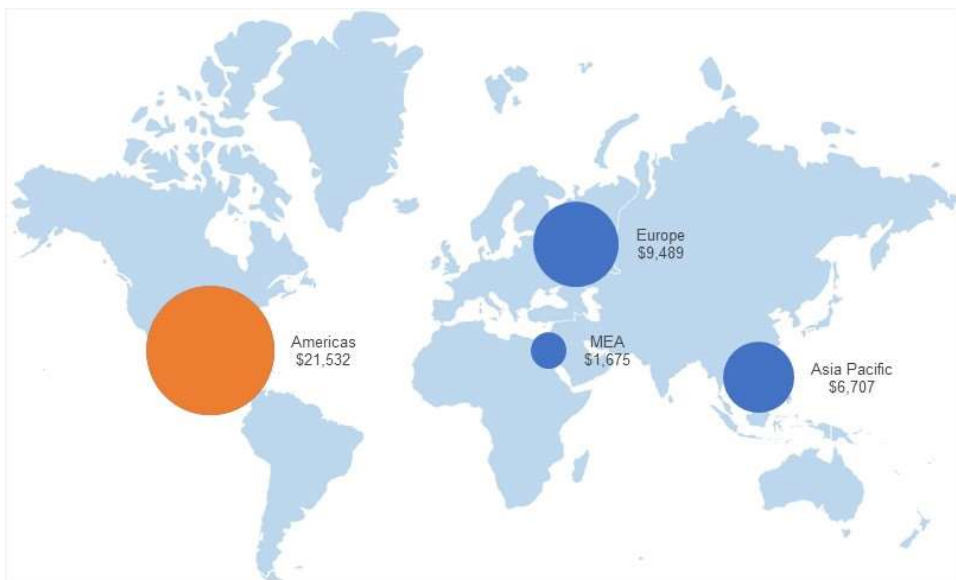 Europe
$9,489
Americas
$21,532
MEA
$1,675
Asia Pacific
$6,707